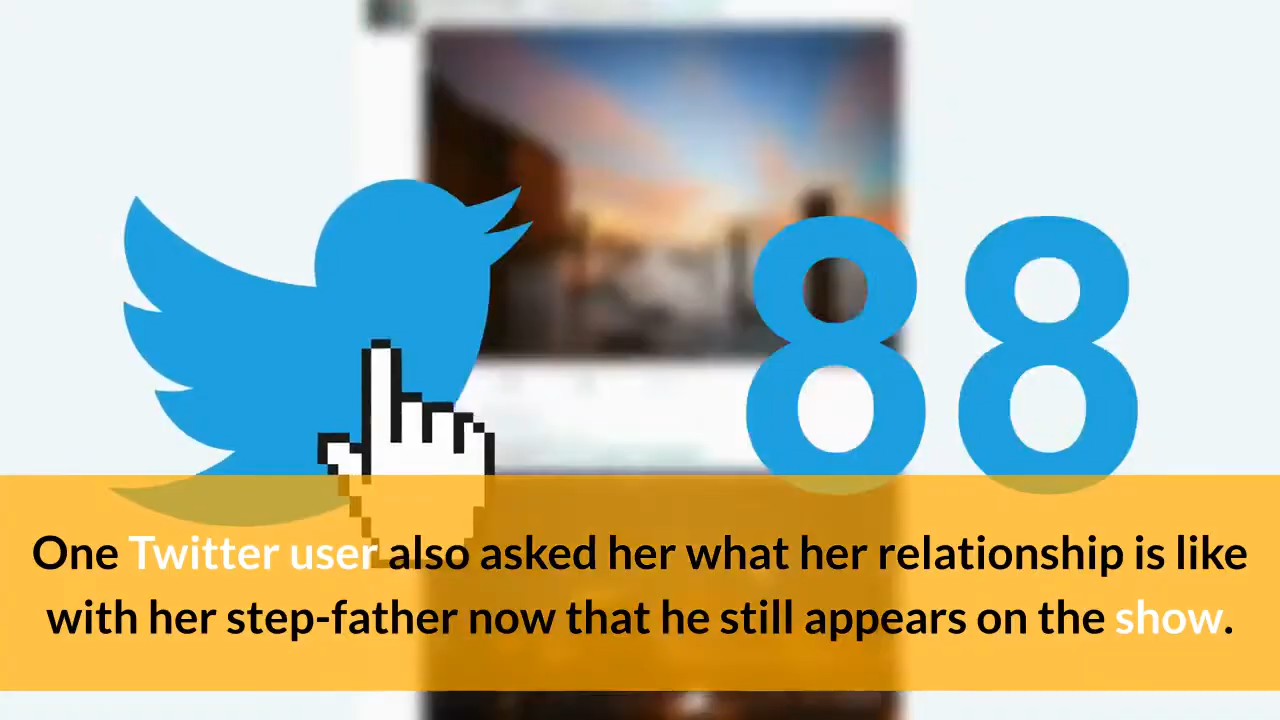 88
One Twitter user also asked her what her relationship is like
with her step-father now that he still appears on the show.